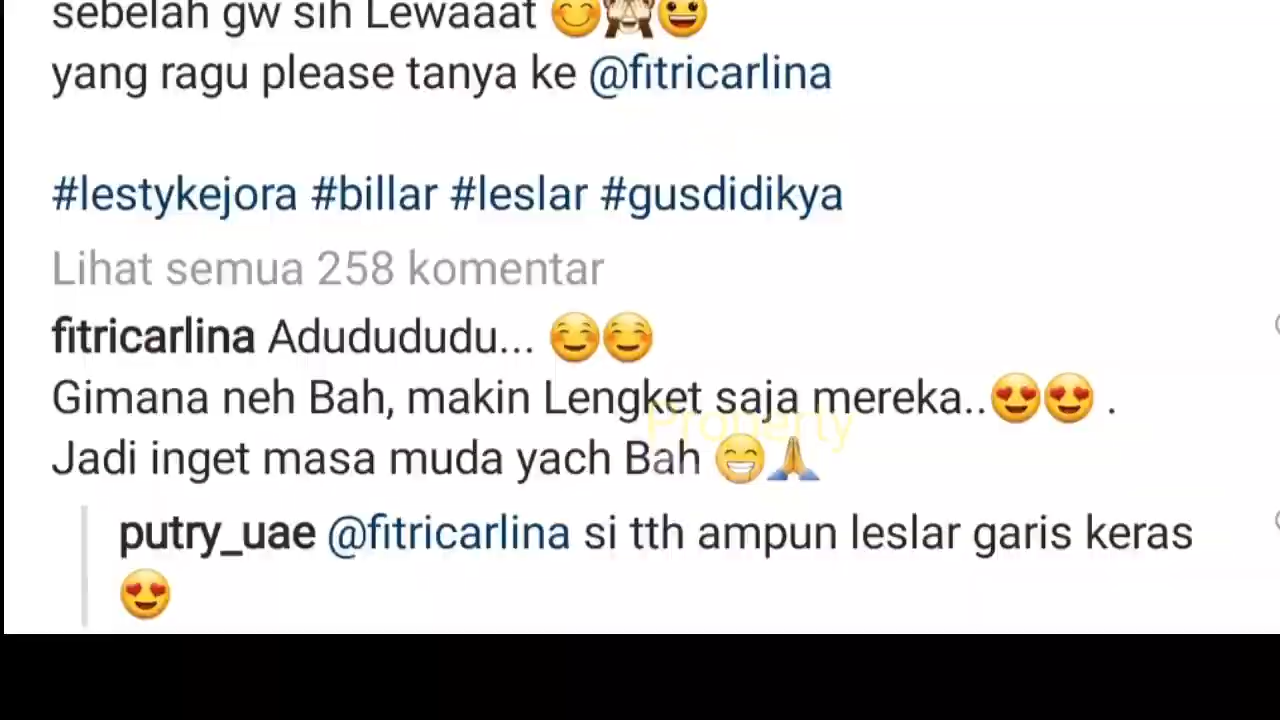 sebelah gw sih Lewaaat 😊🙈😀
yang ragu please tanya ke @fitricarlina
#lestykejora #billar #leslar #gusdidikya
Lihat semua 258 komentar
fitricarlina Adudududu... ☺️☺️
Gimana neh Bah, makin Lengket saja mereka..😍😍 .
Property
Jadi inget masa muda yach Bah 😁🙏
putry_uae @fitricarlina si tth ampun leslar garis keras
😍